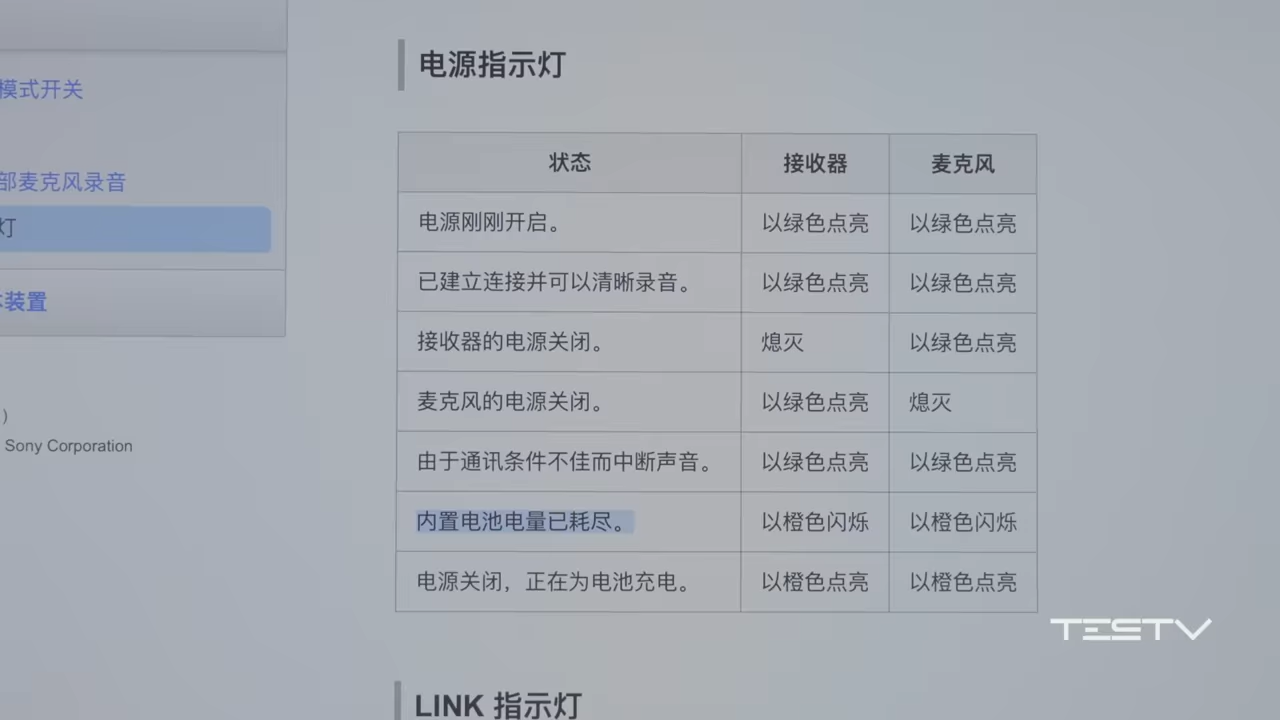 模式开关
部麦克风录音
灯
装置
)
Sony Corporation
电源指示灯
状态 接收器 麦克风
电源刚刚开启。 以绿色点亮 以绿色点亮
已建立连接并可以清晰录音。 以绿色点亮 以绿色点亮
接收器的电源关闭。 熄灭 以绿色点亮
麦克风的电源关闭。 以绿色点亮 熄灭
由于通讯条件不佳而中断声音。 以绿色点亮 以绿色点亮
内置电池电量已耗尽。 以橙色闪烁 以橙色闪烁
电源关闭，正在为电池充电。 以橙色点亮 以橙色点亮
LINK 指示灯
TESTV